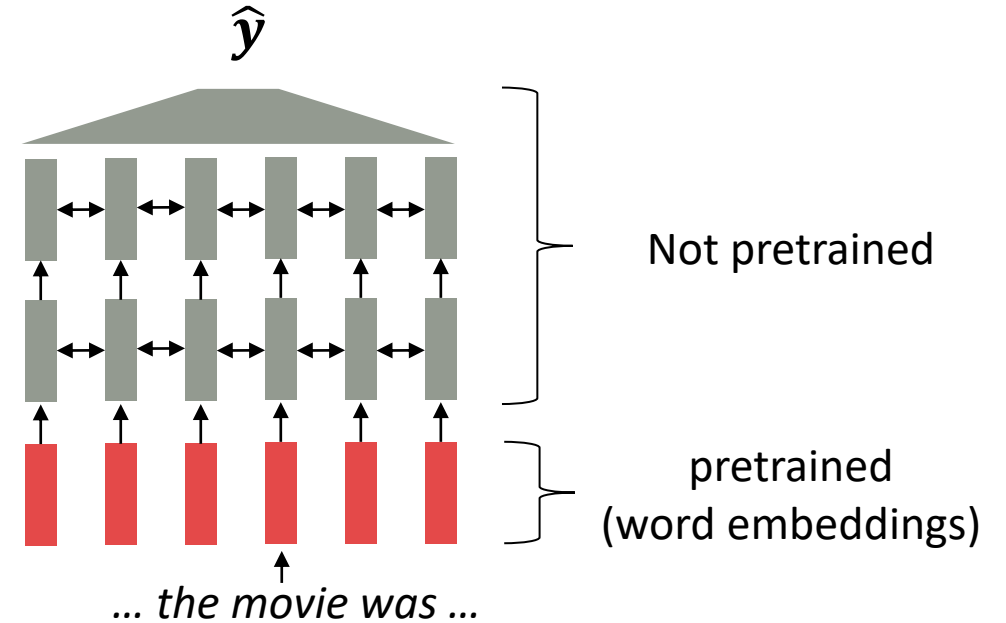 ŷ
Not pretrained
pretrained
(word embeddings)
... the movie was ...